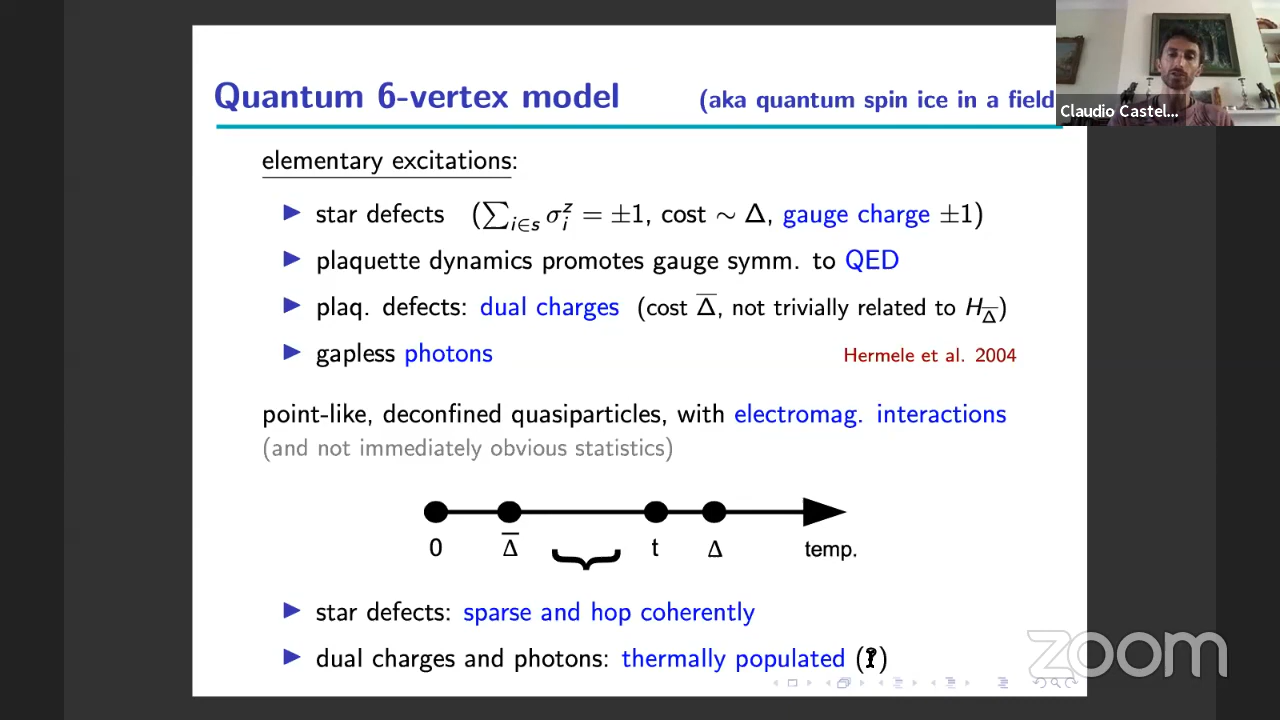 Quantum 6-vertex model (aka quantum spin ice in a field
Claudio Castel...
elementary excitations:
▶ star defects (∑_{i∈s} σ_i^z = ±1, cost ∼ Δ, gauge charge ±1)
▶ plaquette dynamics promotes gauge symm. to QED
▶ plaq. defects: dual charges (cost Δ̅, not trivially related to H_Δ̅)
▶ gapless photons Hermele et al. 2004
point-like, deconfined quasiparticles, with electromag. interactions
(and not immediately obvious statistics)
0 Δ̅ t Δ temp.
▶ star defects: sparse and hop coherently
▶ dual charges and photons: thermally populated (?)
zoom